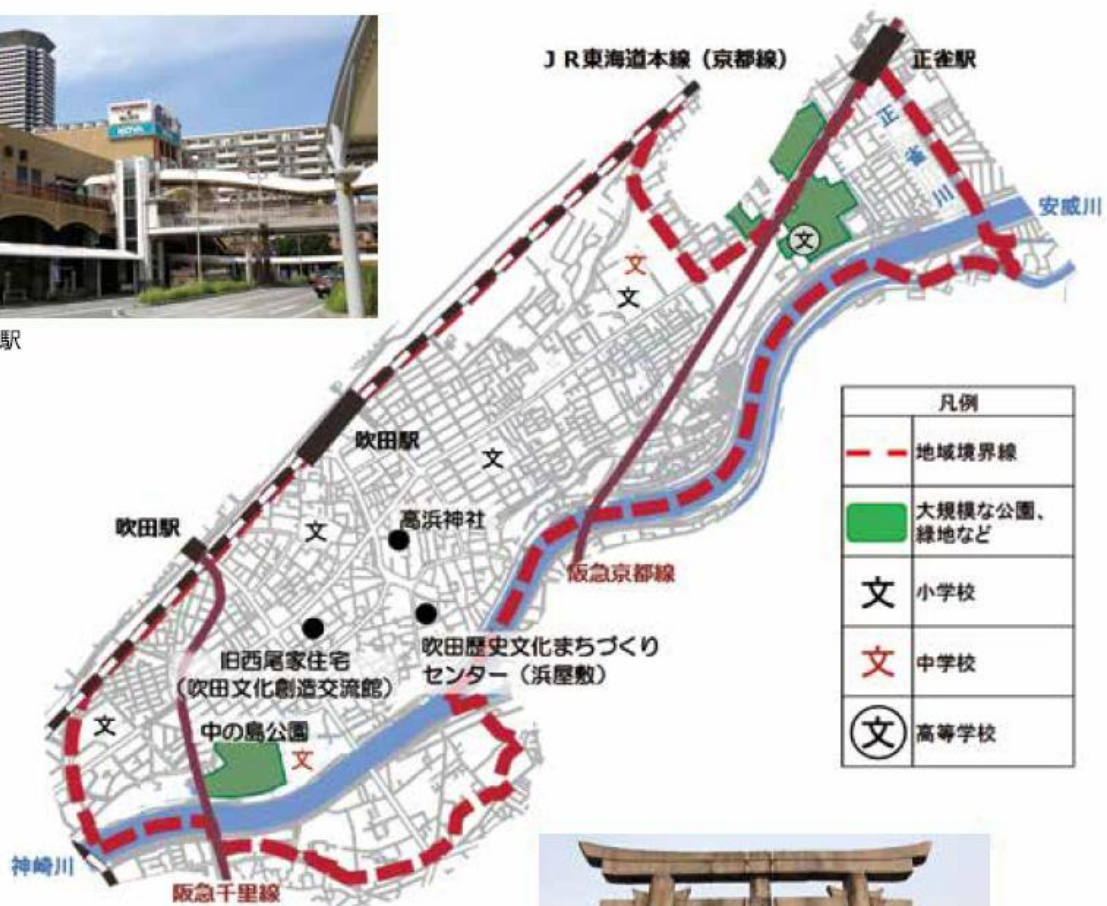 JR東海道本線（京都線）
正雀駅
正雀川
安威川
駅
吹田駅
吹田駅
高浜神社
阪急京都線
旧西尾家住宅
（吹田文化創造交流館）
吹田歴史文化まちづくり
センター（浜屋敷）
中の島公園
神崎川
阪急千里線
文
文
文
文
文
文
文
凡例
地域境界線
大規模な公園、
緑地など
文
小学校
文
中学校
文
高等学校